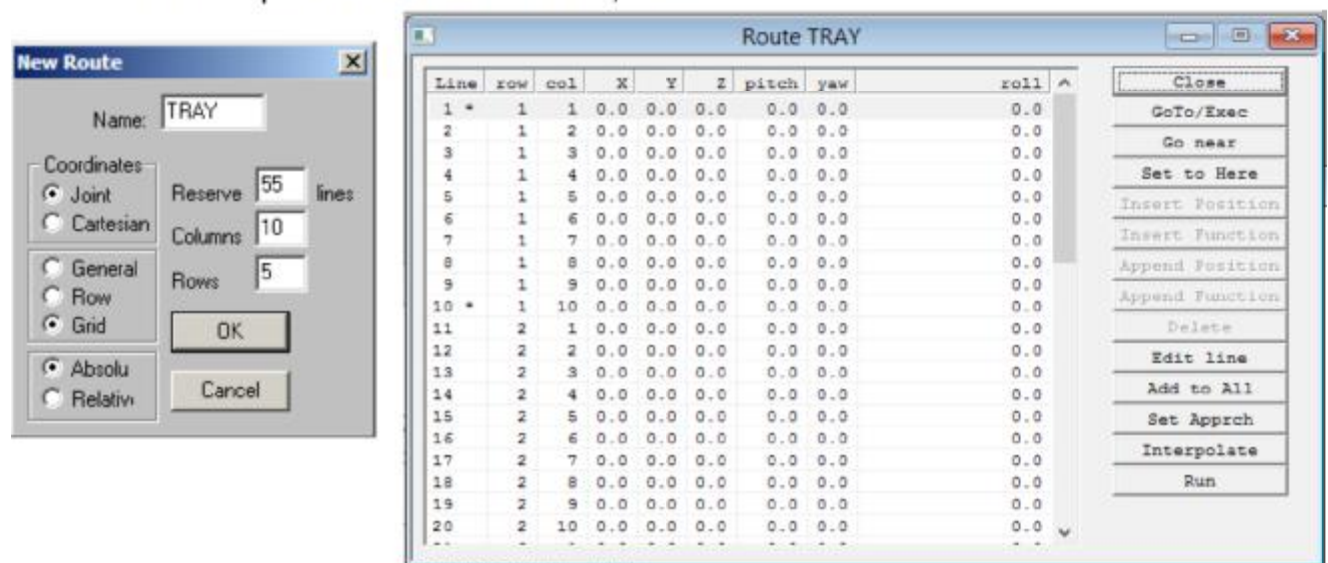 New Route
Name: TRAY
Coordinates
Joint
Cartesian
General
Row
Grid
Absolu
Relativ
Reserve 55 lines
Columns 10
Rows 5
OK
Cancel
Route TRAY
Line row col X Y Z pitch yaw roll
1 * 1 1 0.0 0.0 0.0 0.0 0.0 0.0
2 1 2 0.0 0.0 0.0 0.0 0.0 0.0
3 1 3 0.0 0.0 0.0 0.0 0.0 0.0
4 1 4 0.0 0.0 0.0 0.0 0.0 0.0
5 1 5 0.0 0.0 0.0 0.0 0.0 0.0
6 1 6 0.0 0.0 0.0 0.0 0.0 0.0
7 1 7 0.0 0.0 0.0 0.0 0.0 0.0
8 1 8 0.0 0.0 0.0 0.0 0.0 0.0
9 1 9 0.0 0.0 0.0 0.0 0.0 0.0
10 * 1 10 0.0 0.0 0.0 0.0 0.0 0.0
11 2 1 0.0 0.0 0.0 0.0 0.0 0.0
12 2 2 0.0 0.0 0.0 0.0 0.0 0.0
13 2 3 0.0 0.0 0.0 0.0 0.0 0.0
14 2 4 0.0 0.0 0.0 0.0 0.0 0.0
15 2 5 0.0 0.0 0.0 0.0 0.0 0.0
16 2 6 0.0 0.0 0.0 0.0 0.0 0.0
17 2 7 0.0 0.0 0.0 0.0 0.0 0.0
18 2 8 0.0 0.0 0.0 0.0 0.0 0.0
19 2 9 0.0 0.0 0.0 0.0 0.0 0.0
20 2 10 0.0 0.0 0.0 0.0 0.0 0.0
Close
GoTo/Exec
Go near
Set to Here
Insert Position
Insert Function
Append Position
Append Function
Delete
Edit line
Add to All
Set Apprch
Interpolate
Run